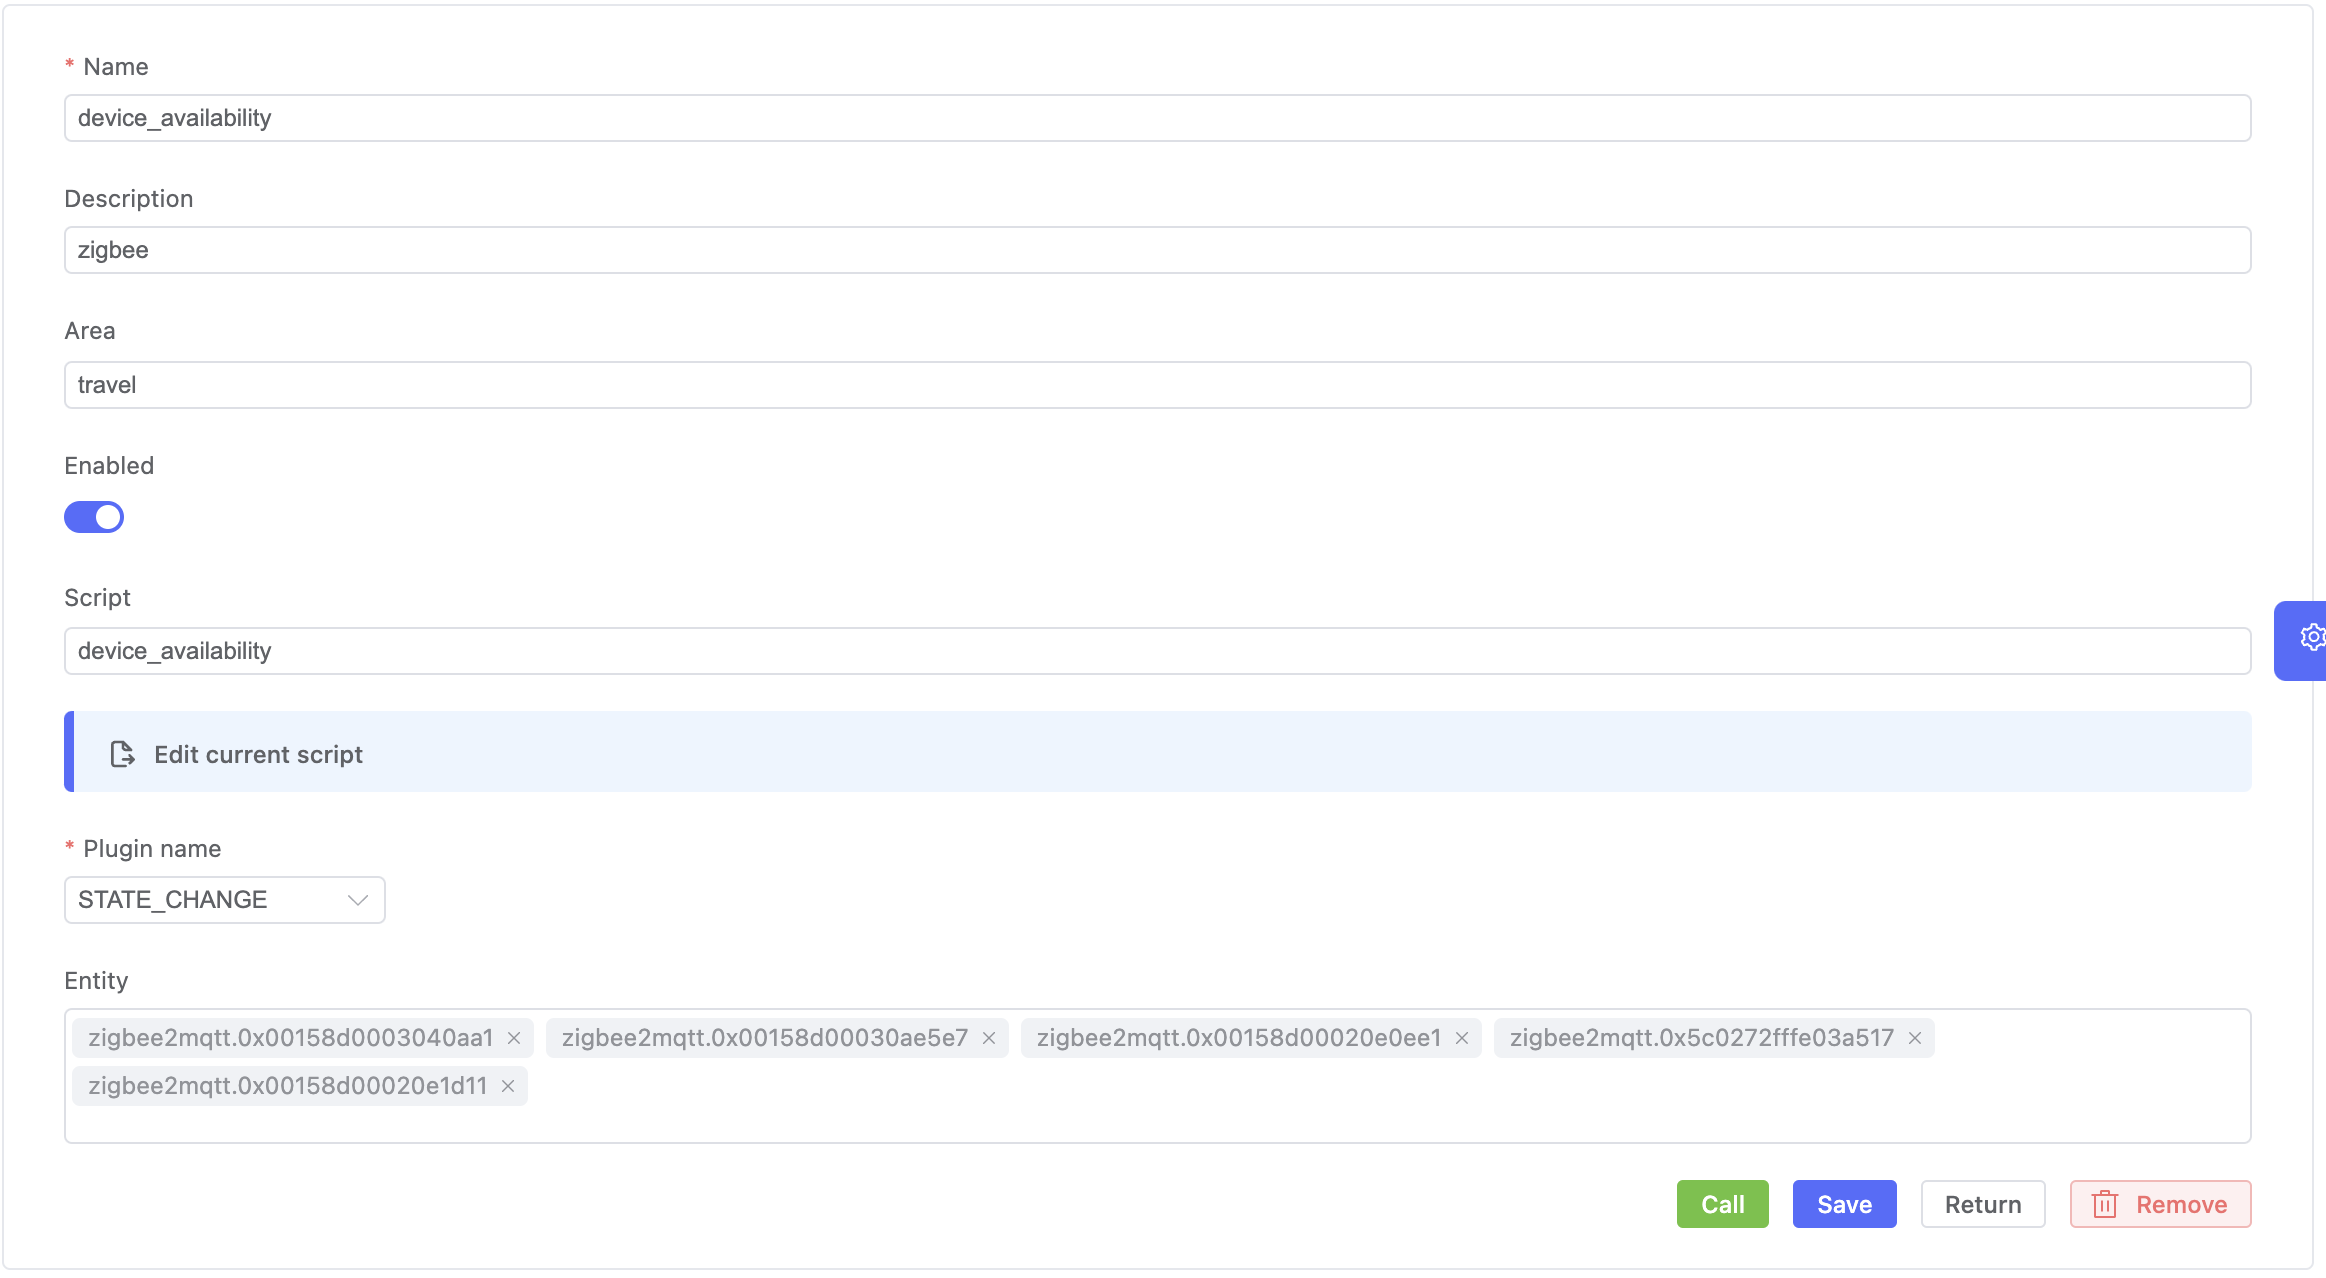 * Name
device_availability
Description
zigbee
Area
travel
Enabled
Script
device_availability
Edit current script
* Plugin name
STATE_CHANGE
Entity
zigbee2mqtt.0x00158d0003040aa1 × zigbee2mqtt.0x00158d00030ae5e7 × zigbee2mqtt.0x00158d00020e0ee1 × zigbee2mqtt.0x5c0272fffe03a517 ×
zigbee2mqtt.0x00158d00020e1d11 ×
Call Save Return Remove